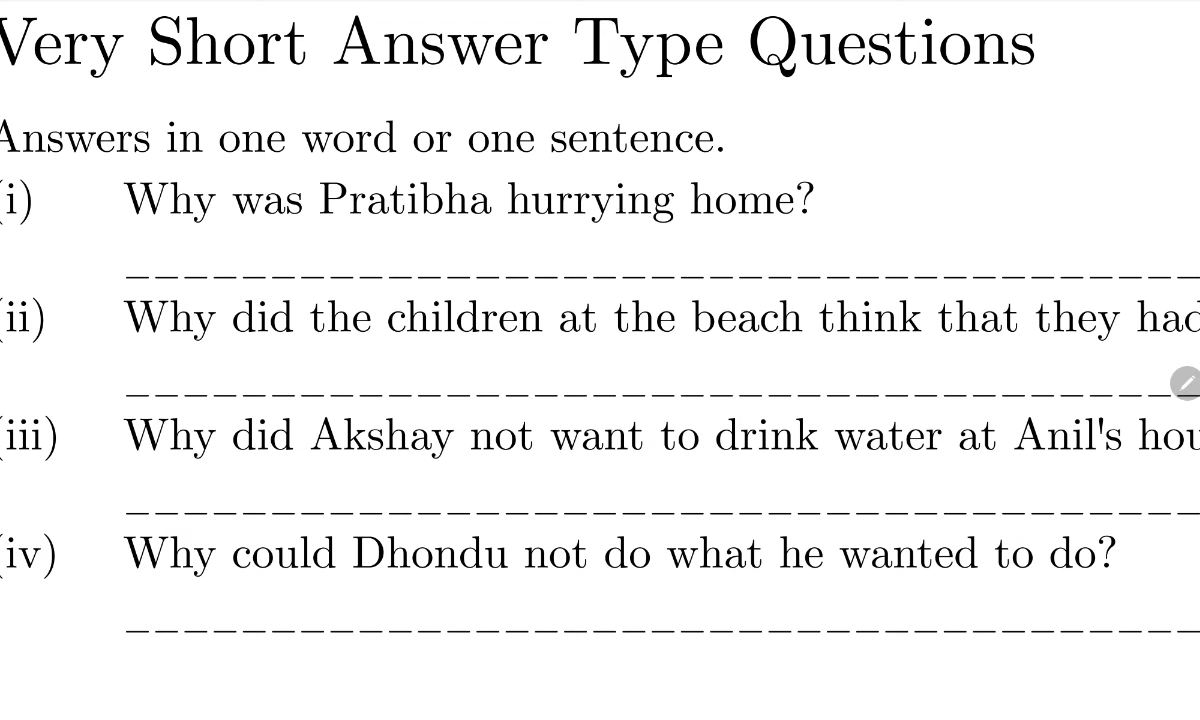 Very Short Answer Type Questions
Answers in one word or one sentence.
(i) Why was Pratibha hurrying home?
(ii) Why did the children at the beach think that they had
(iii) Why did Akshay not want to drink water at Anil's
(iv) Why could Dhondu not do what he wanted to do?